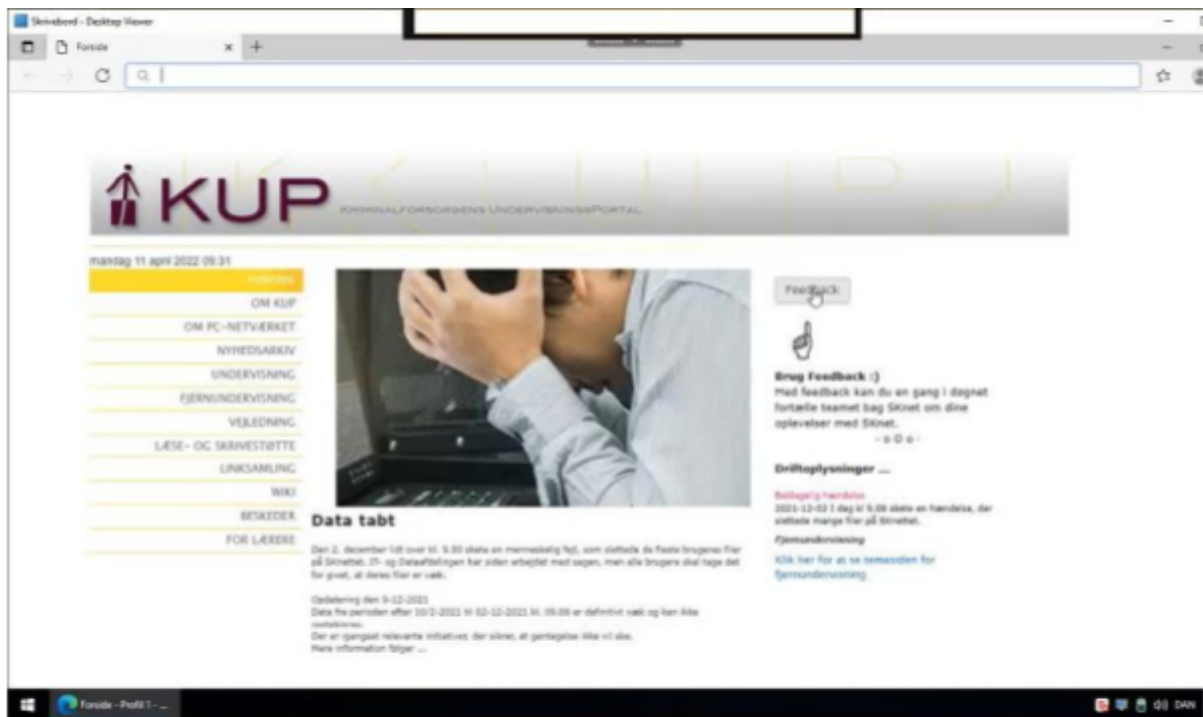 Skrivebord - Desktop Viewer
Forside
KUP
KRIMINALFORSORGENS UNDERVISNINGSPORTAL
mandag 11 april 2022 09:31
FORSIDE
OM KUP
OM PC-NETVÆRKET
NYHEDSARKIV
UNDERVISNING
FJERNUNDERVISNING
VEJLEDNING
LÆSE- OG SKRIVESTØTTE
LINKSAMLING
WIKI
BESKEDER
FOR LÆRERE
Data tabt
Den 2. december lidt over kl. 9.00 skete en menneskelig fejl, som slettede de fleste brugeres filer
på SKnettet. IT- og Dataafdelingen har siden arbejdet med sagen, men alle brugere skal tage det
for givet, at deres filer er væk.
Opdatering den 9-12-2021
Data fra perioden efter 10/2-2021 til 02-12-2021 kl. 09.08 er definitivt væk og kan ikke
reetableres.
Der er igangsat relevante initiativer, der sikrer, at gentagelse ikke vil ske.
Mere information følger ...
Feedback
Brug Feedback :)
Med feedback kan du en gang i døgnet
fortælle teamet bag SKnet om dine
oplevelser med SKnet.
- o O o -
Driftoplysninger ...
Beklagelig hændelse
2021-12-02 I dag kl 9.08 skete en hændelse, der
slettede mange filer på SKnettet.
Fjernundervisning
Klik her for at se temasiden for
fjernundervisning
Forside - Profil 1 - ...
DAN